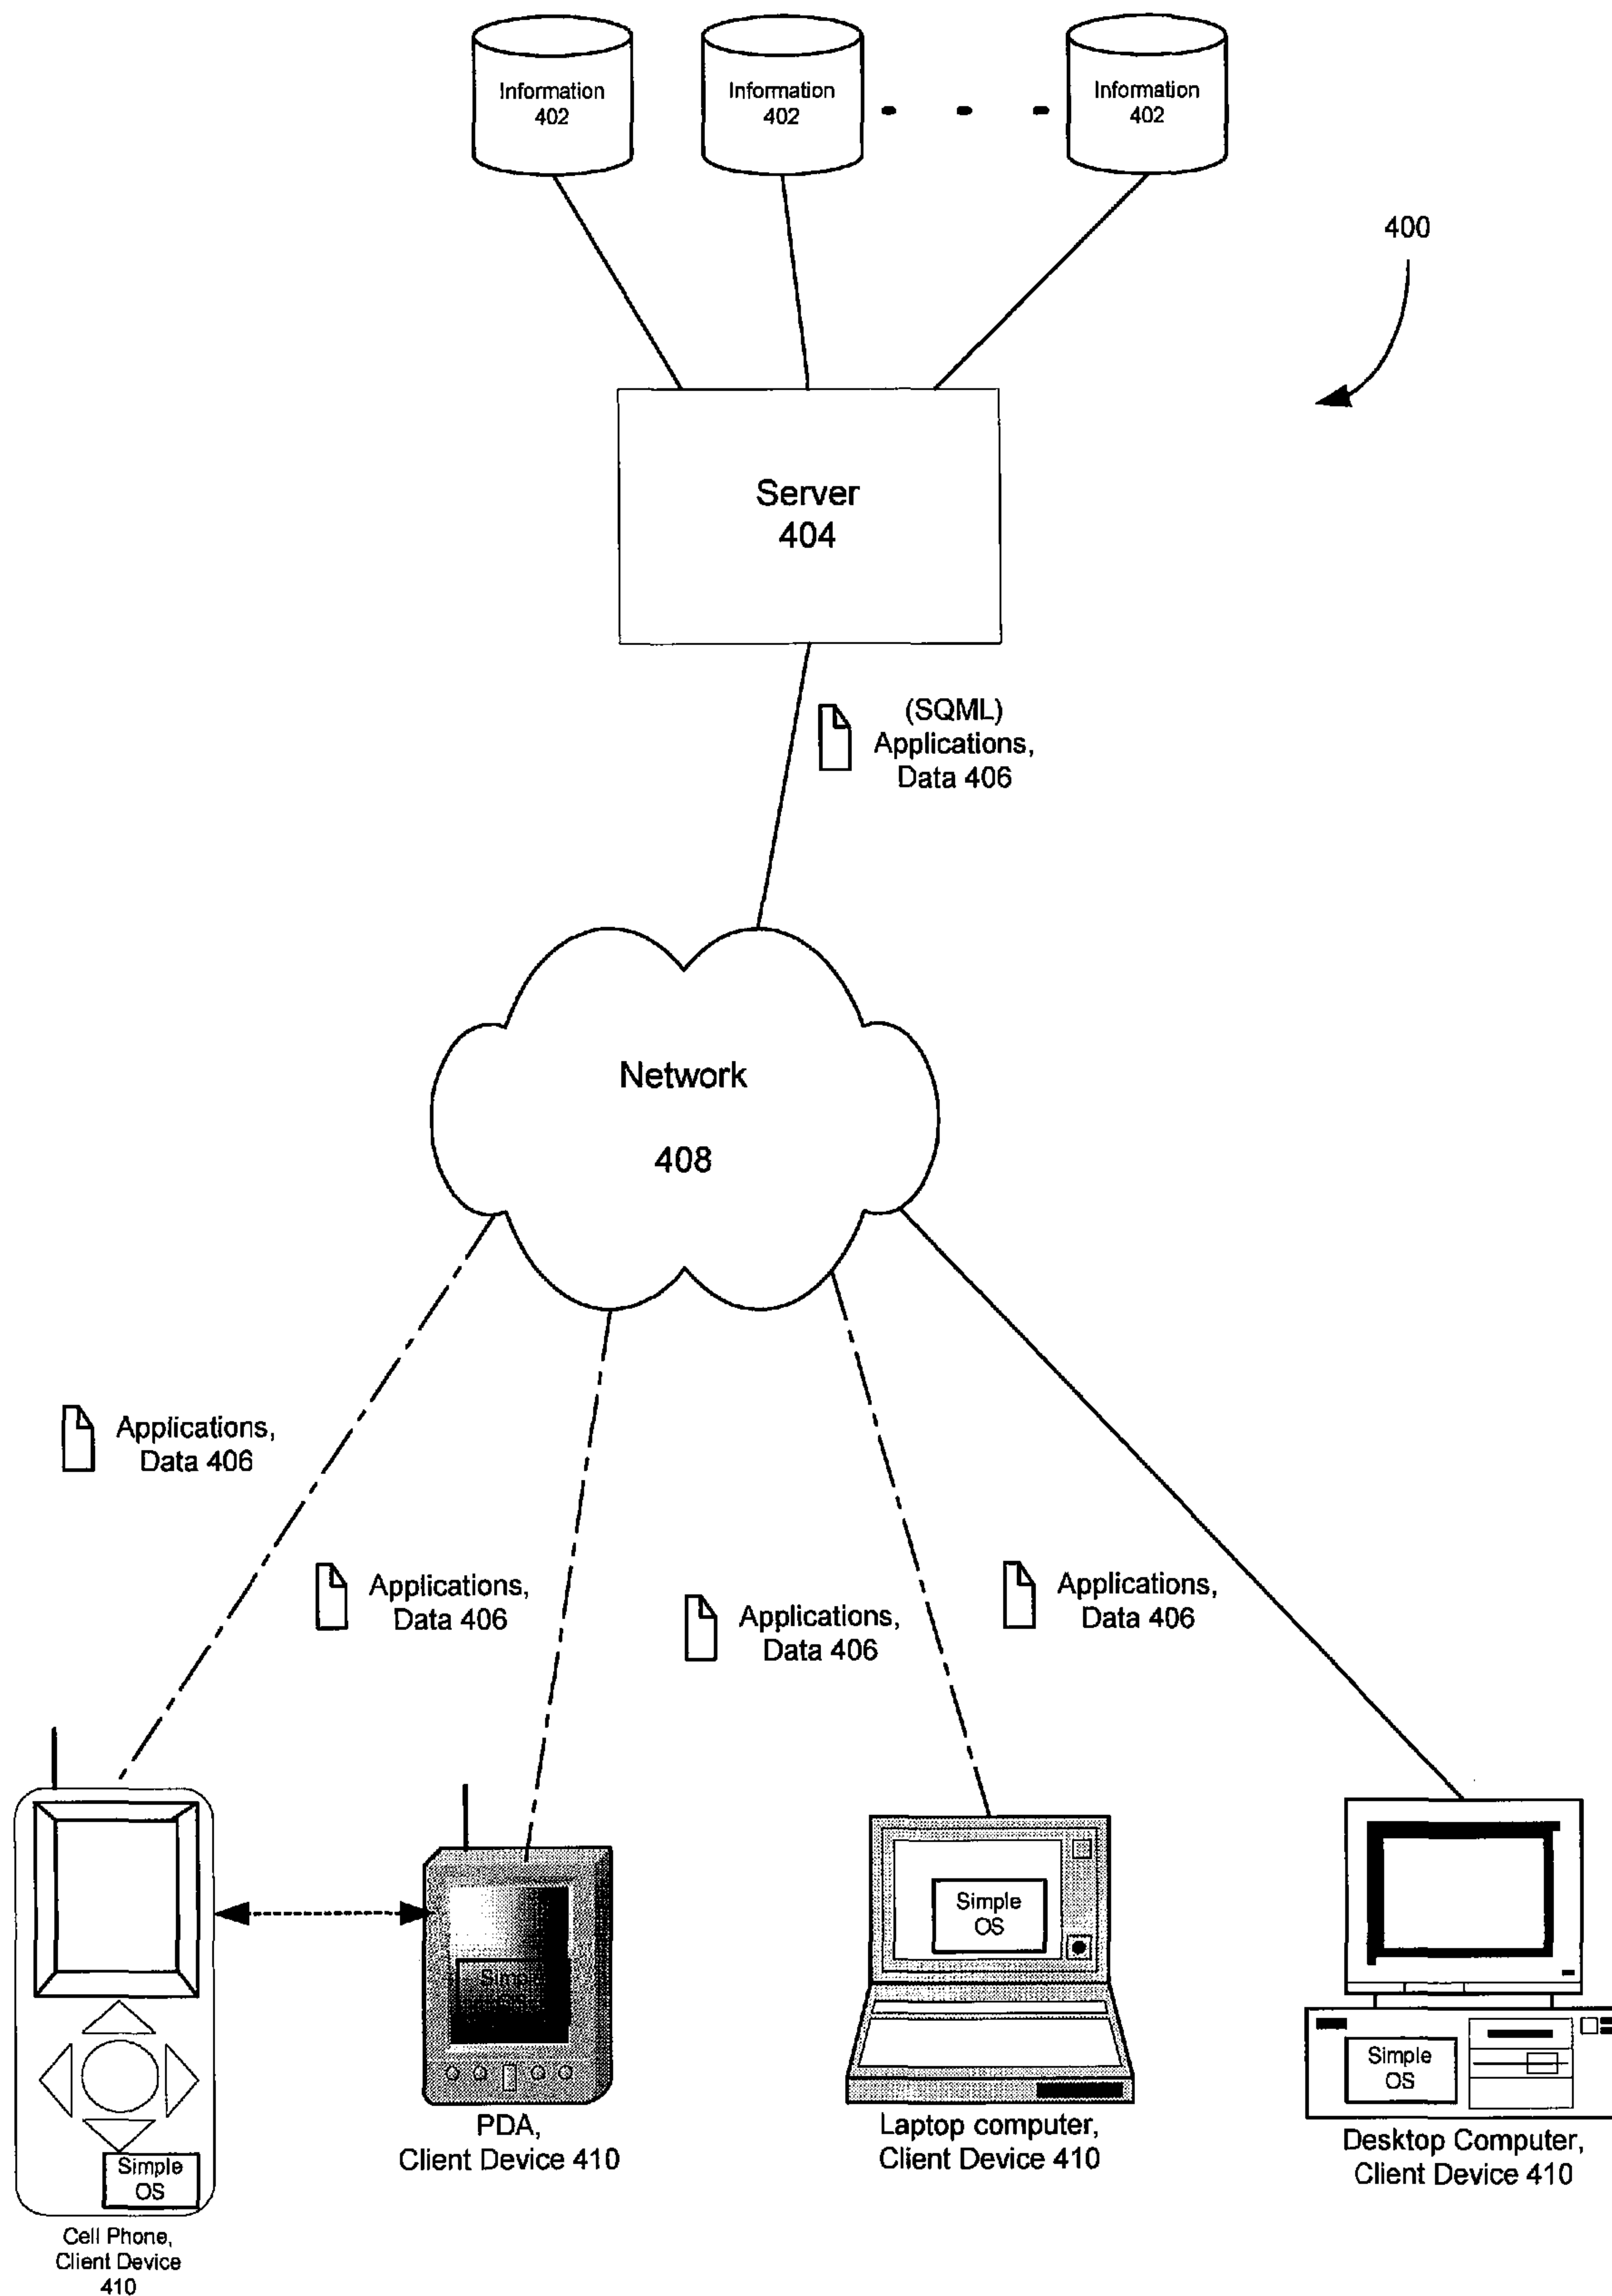 Information
402
Information
402
Information
402
400
Server
404
(SQML)
Applications,
Data 406
Network
408
Applications,
Data 406
Applications,
Data 406
Applications,
Data 406
Applications,
Data 406
Simple
OS
Simple
OS
Simple
OS
PDA,
Client Device 410
Laptop computer,
Client Device 410
Desktop Computer,
Client Device 410
Simple
OS
Cell Phone,
Client Device
410